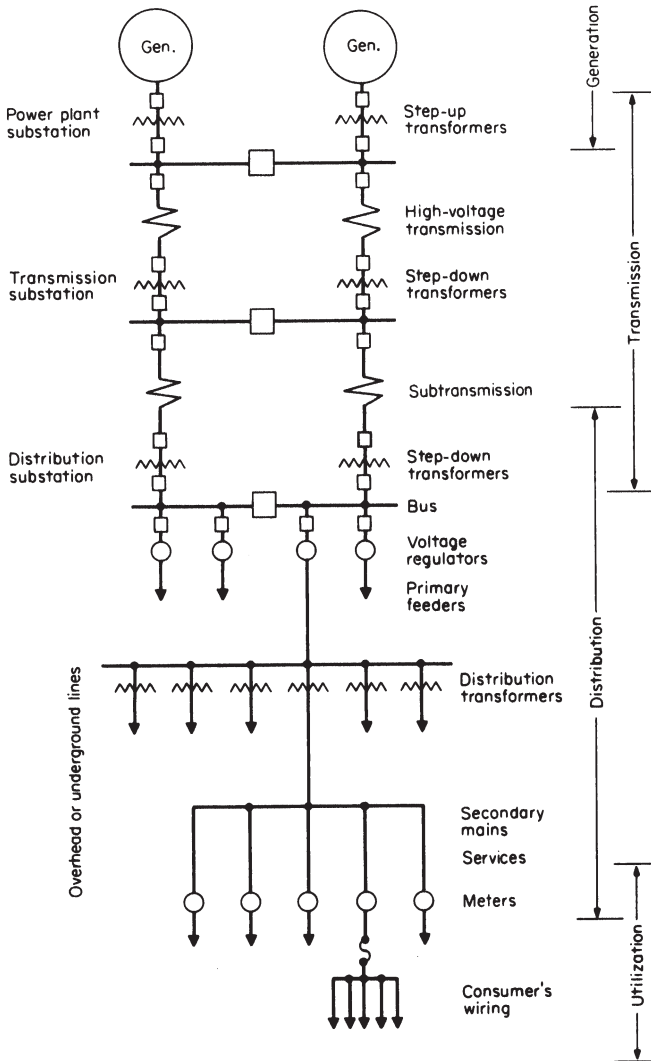 Gen.
Gen.
Generation
Power plant
substation
Step-up
transformers
High-voltage
transmission
Transmission
Transmission
substation
Step-down
transformers
Subtransmission
Distribution
substation
Step-down
transformers
Bus
Voltage
regulators
Primary
feeders
Distribution
Overhead or underground lines
Distribution
transformers
Secondary
mains
Services
Meters
Utilization
Consumer's
wiring